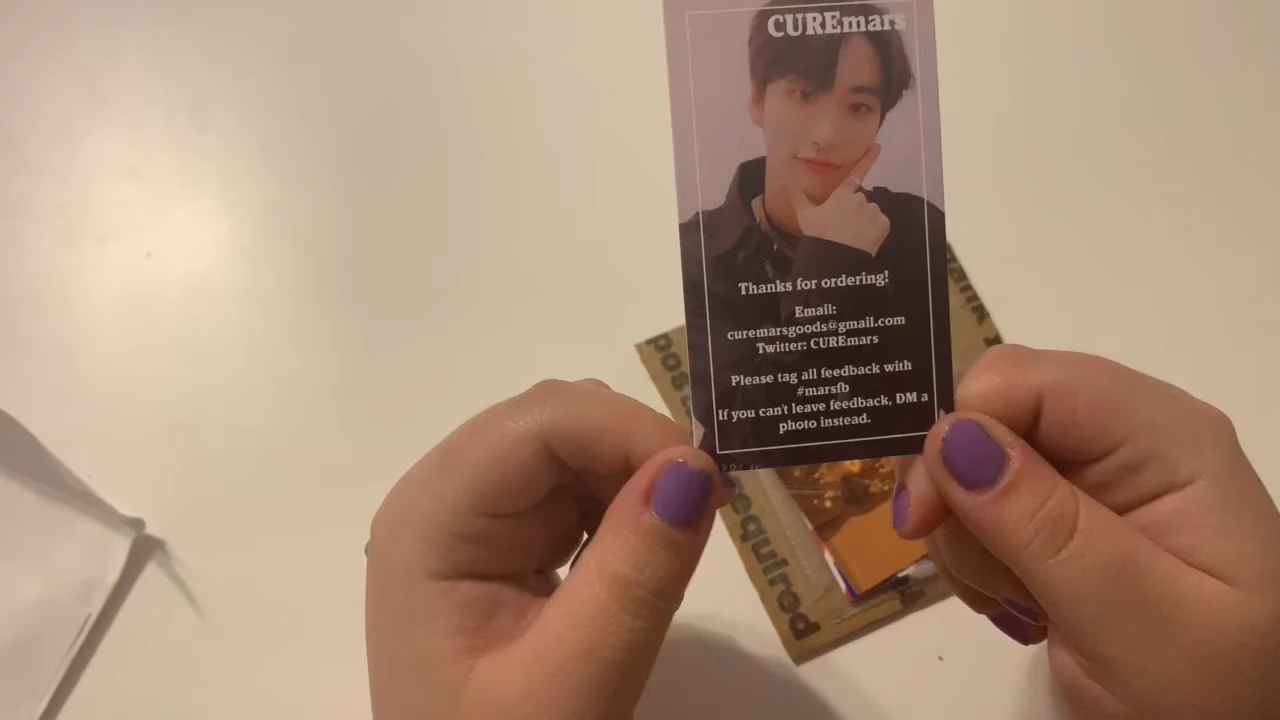 CUREmars
Thanks for ordering!
Email:
curemarsgoods@gmail.com
Twitter: CUREmars
Please tag all feedback with
#marsfb
If you can't leave feedback, DM a
photo instead.